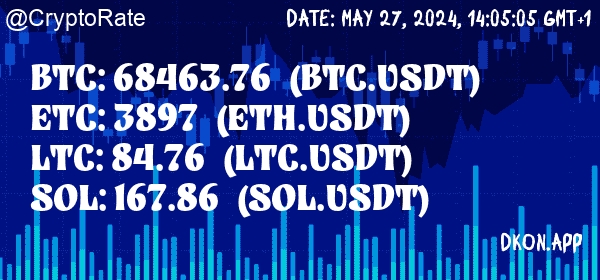 @CryptoRate
DATE: MAY 27, 2024, 14:05:05 GMT+1
BTC: 68463.76 (BTC.USDT)
ETC: 3897 (ETH.USDT)
LTC: 84.76 (LTC.USDT)
SOL: 167.86 (SOL.USDT)
DKON.APP